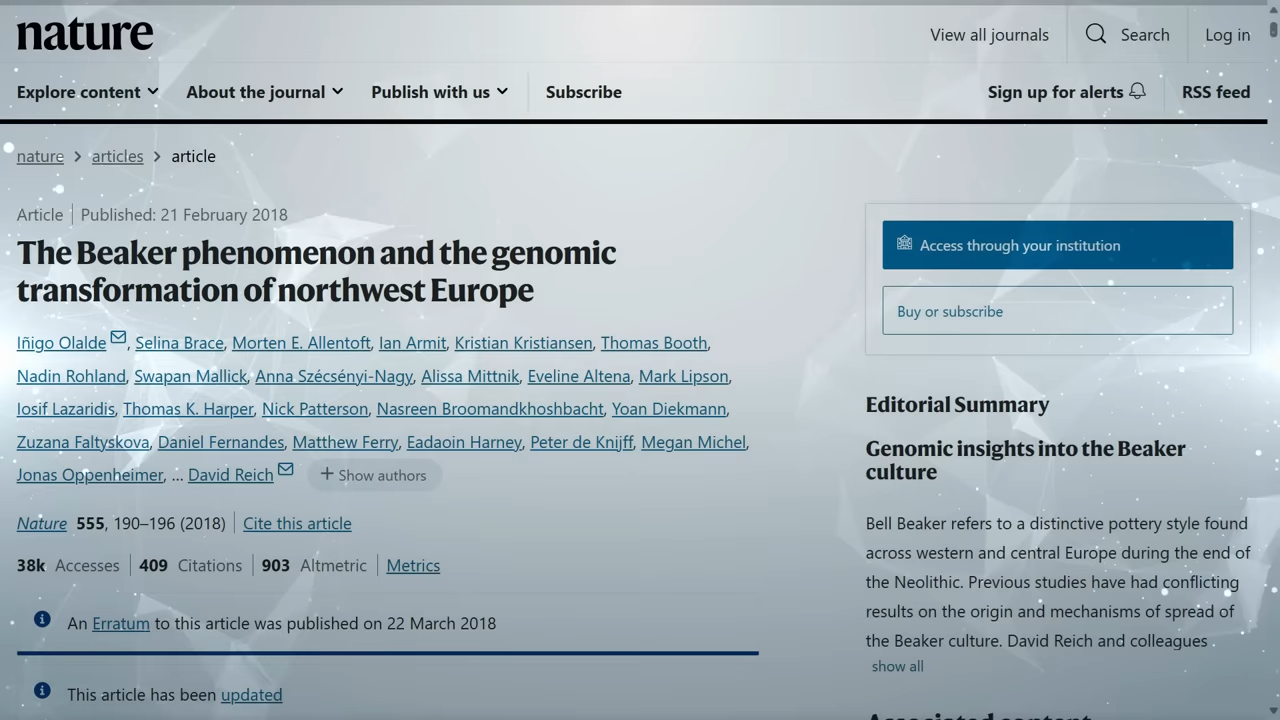 nature
View all journals
Search
Log in
Explore content
About the journal
Publish with us
Subscribe
Sign up for alerts
RSS feed
nature > articles > article
Article | Published: 21 February 2018
The Beaker phenomenon and the genomic
transformation of northwest Europe
Iñigo Olalde, Selina Brace, Morten E. Allentoft, Ian Armit, Kristian Kristiansen, Thomas Booth,
Nadin Rohland, Swapan Mallick, Anna Szécsényi-Nagy, Alissa Mittnik, Eveline Altena, Mark Lipson,
Iosif Lazaridis, Thomas K. Harper, Nick Patterson, Nasreen Broomandkhoshbacht, Yoan Diekmann,
Zuzana Faltyskova, Daniel Fernandes, Matthew Ferry, Eadaoin Harney, Peter de Knijff, Megan Michel,
Jonas Oppenheimer, ... David Reich + Show authors
Nature 555, 190–196 (2018) | Cite this article
38k Accesses | 409 Citations | 903 Altmetric | Metrics
An Erratum to this article was published on 22 March 2018
This article has been updated
Access through your institution
Buy or subscribe
Editorial Summary
Genomic insights into the Beaker
culture
Bell Beaker refers to a distinctive pottery style found
across western and central Europe during the end of
the Neolithic. Previous studies have had conflicting
results on the origin and mechanisms of spread of
the Beaker culture. David Reich and colleagues
show all
Associated content